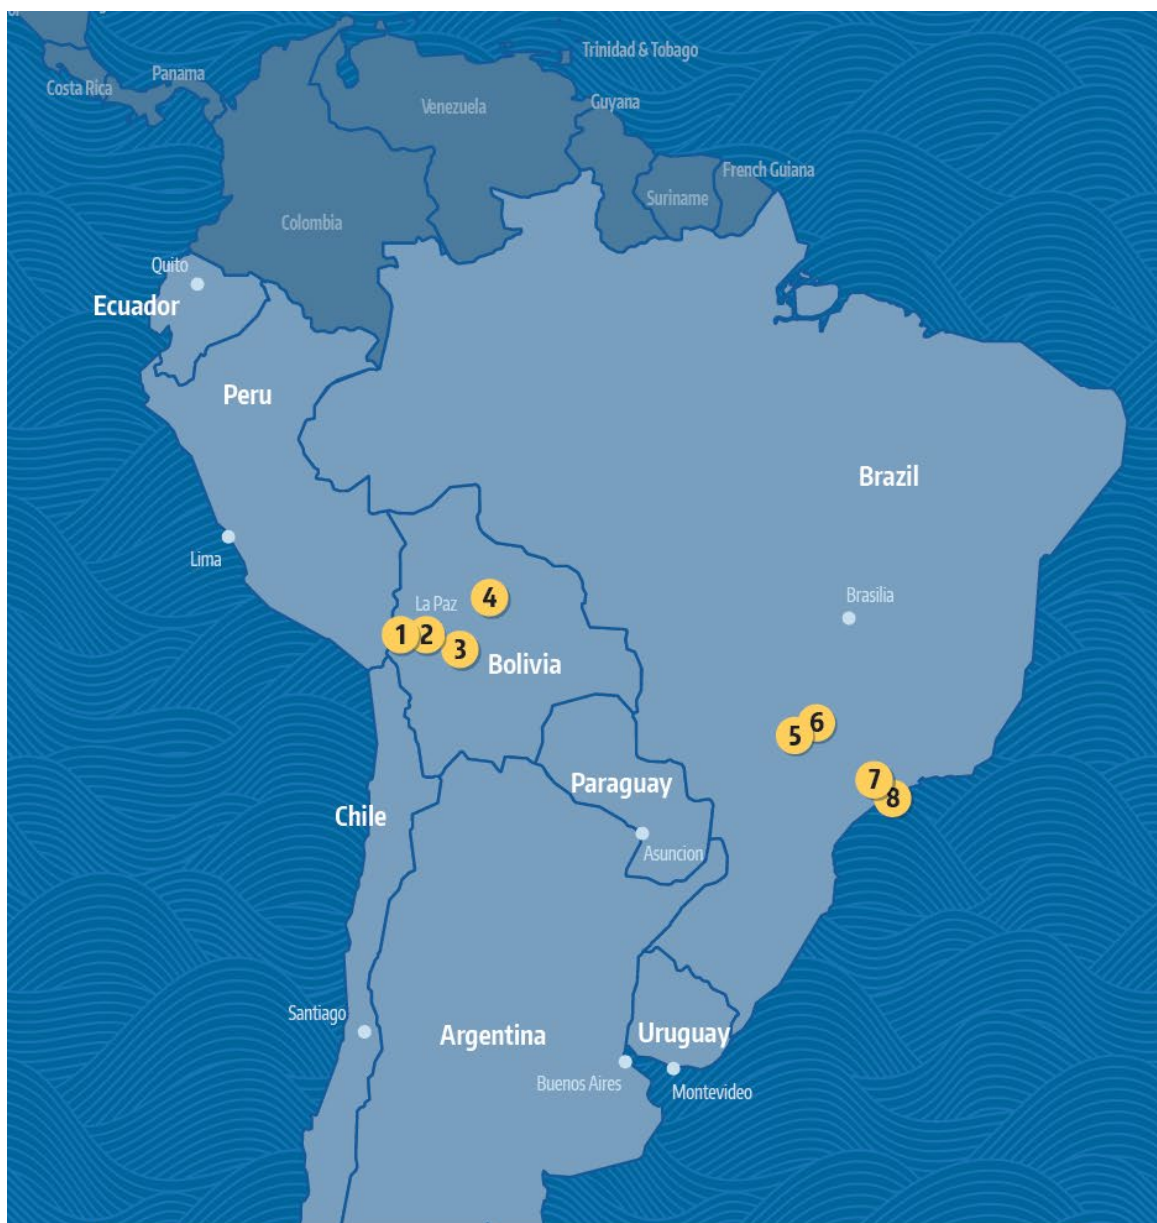 Trinidad & Tobago
Panama
Costa Rica
Venezuela
Guyana
French Guiana
Suriname
Colombia
Quito
Ecuador
Peru
Brazil
Lima
Brasilia
La Paz
4
1
2
3
Bolivia
6
5
7
8
Paraguay
Chile
Asuncion
Santiago
Argentina
Uruguay
Buenos Aires
Montevideo